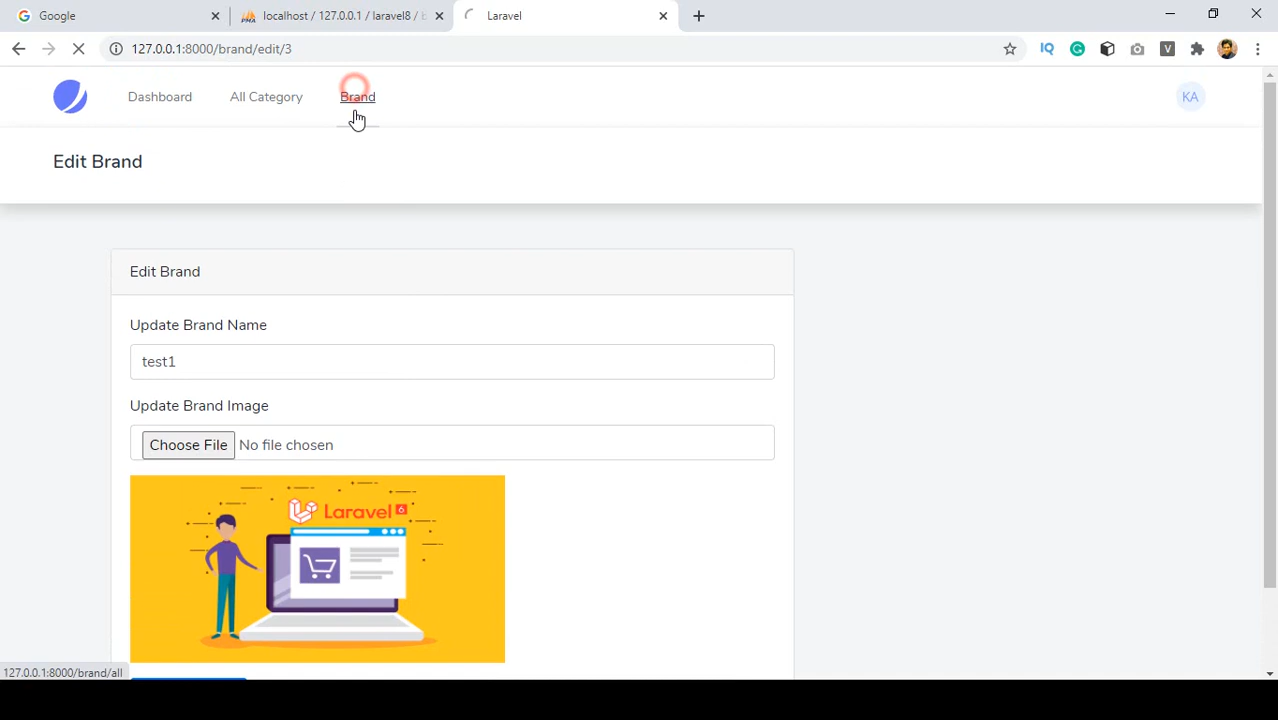 Google
localhost / 127.0.0.1 / laravel8 / b
Laravel
127.0.0.1:8000/brand/edit/3
IQ
V
Dashboard
All Category
Brand
KA
Edit Brand
Edit Brand
Update Brand Name
test1
Update Brand Image
Choose File No file chosen
Laravel 6
127.0.0.1:8000/brand/all